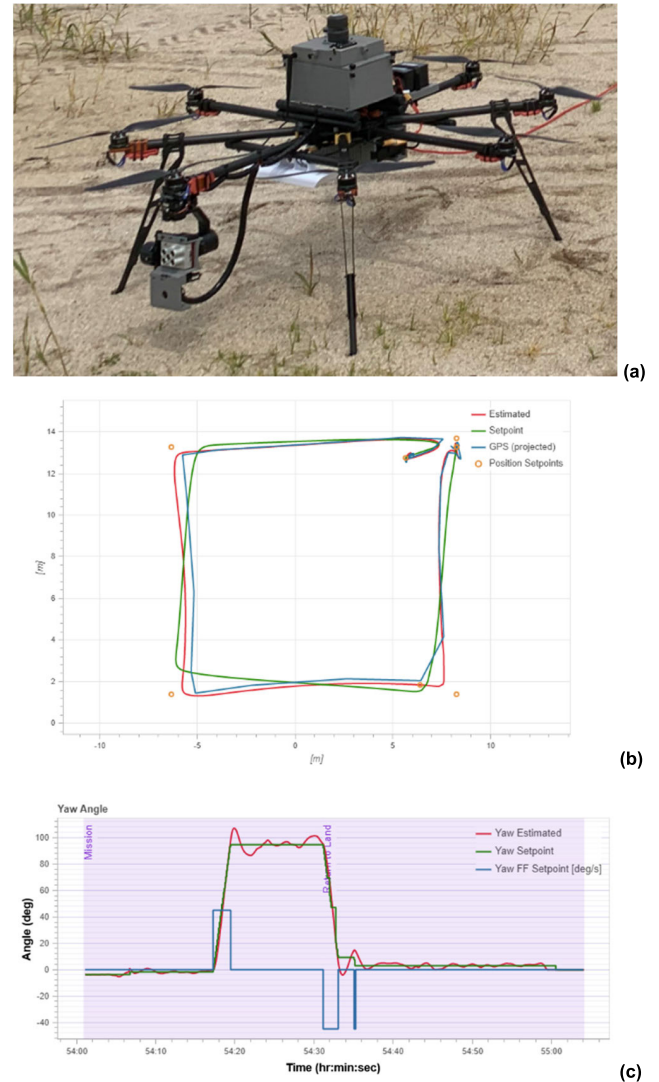 (a)
14
12
10
8
6
4
2
0
[m]
Estimated
Setpoint
GPS (projected)
Position Setpoints
-10
-5
0
5
10
[m]
(b)
Yaw Angle
100
80
60
40
20
0
-20
-40
Angle (deg)
Mission
Return to Land
Yaw Estimated
Yaw Setpoint
Yaw FF Setpoint [deg/s]
54:00
54:10
54:20
54:30
54:40
54:50
55:00
Time (hr:min:sec)
(c)